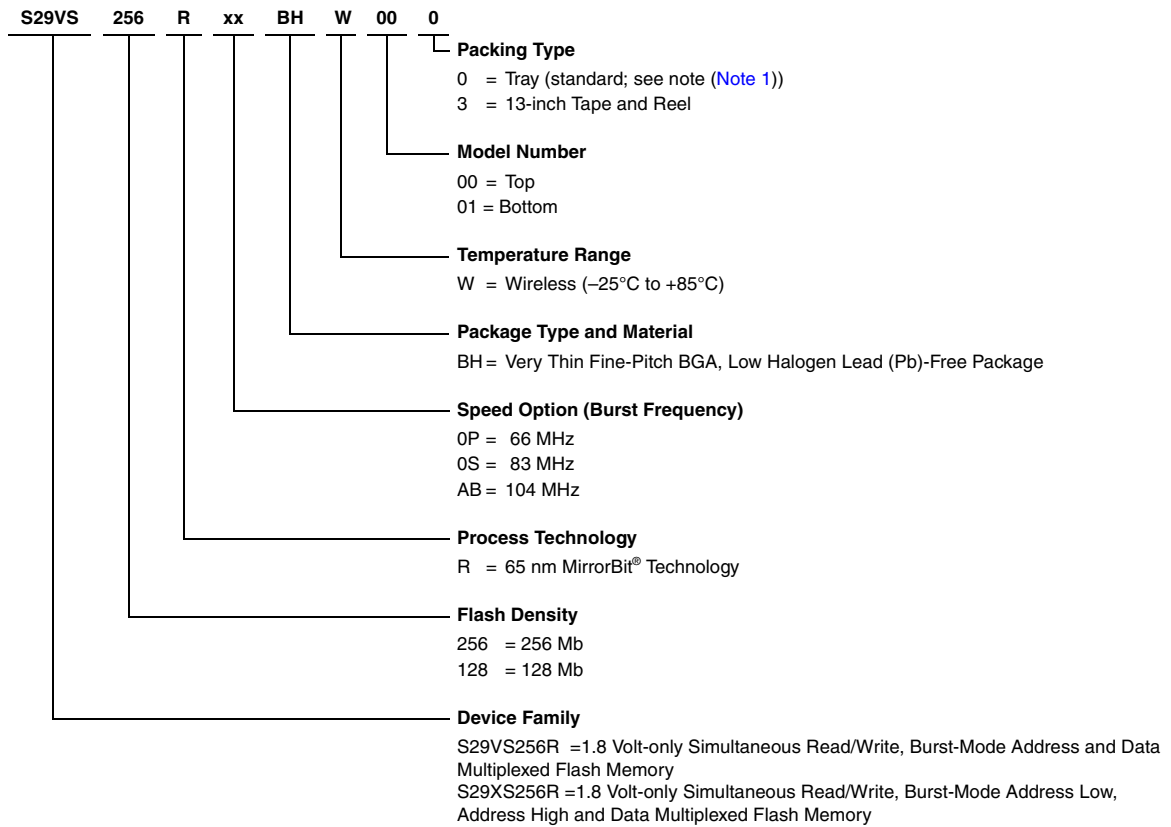 S29VS 256 R xx BH W 00 0
Packing Type
0 = Tray (standard; see note (Note 1))
3 = 13-inch Tape and Reel
Model Number
00 = Top
01 = Bottom
Temperature Range
W = Wireless (–25°C to +85°C)
Package Type and Material
BH = Very Thin Fine-Pitch BGA, Low Halogen Lead (Pb)-Free Package
Speed Option (Burst Frequency)
0P = 66 MHz
0S = 83 MHz
AB = 104 MHz
Process Technology
R = 65 nm MirrorBit® Technology
Flash Density
256 = 256 Mb
128 = 128 Mb
Device Family
S29VS256R =1.8 Volt-only Simultaneous Read/Write, Burst-Mode Address and Data
Multiplexed Flash Memory
S29XS256R =1.8 Volt-only Simultaneous Read/Write, Burst-Mode Address Low,
Address High and Data Multiplexed Flash Memory